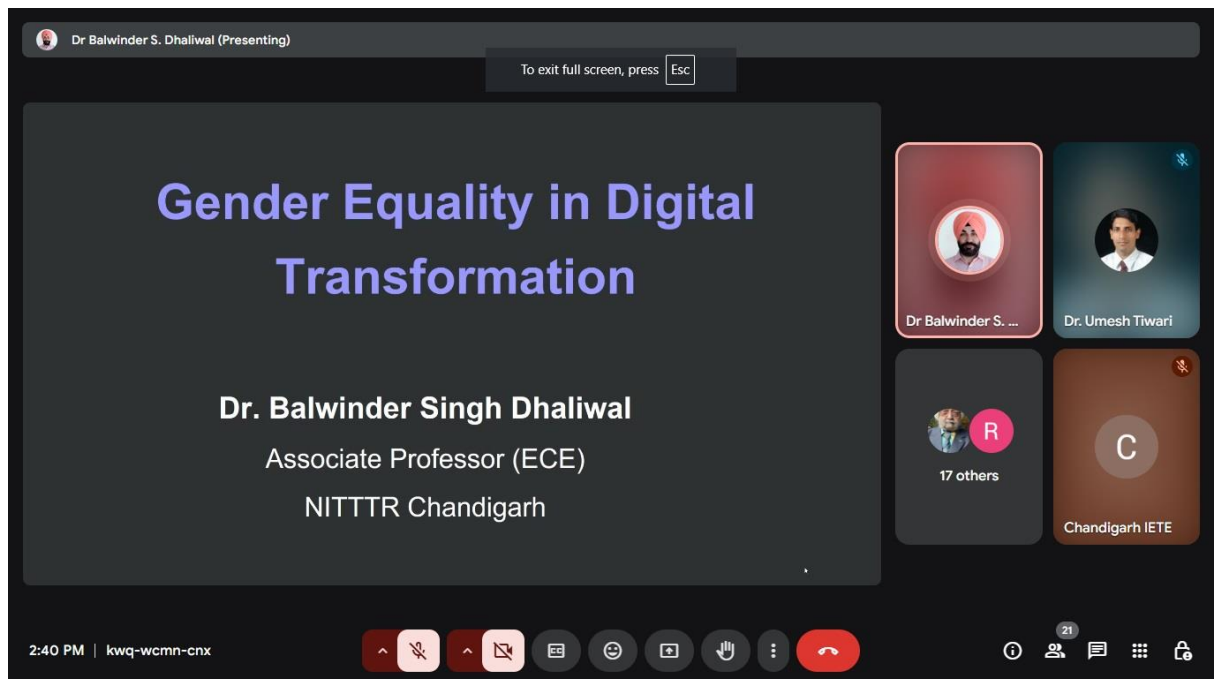 Dr Balwinder S. Dhaliwal (Presenting)
To exit full screen, press Esc
Gender Equality in Digital
Transformation
Dr. Balwinder Singh Dhaliwal
Associate Professor (ECE)
NITTTR Chandigarh
Dr Balwinder S. ...
Dr. Umesh Tiwari
R
17 others
C
Chandigarh IETE
2:40 PM | kwq-wcmn-cnx
CC
21